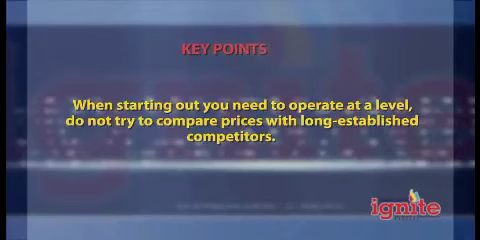 KEY POINTS
When starting out you need to operate at a level,
do not try to compare prices with long-established
competitors.
ignite